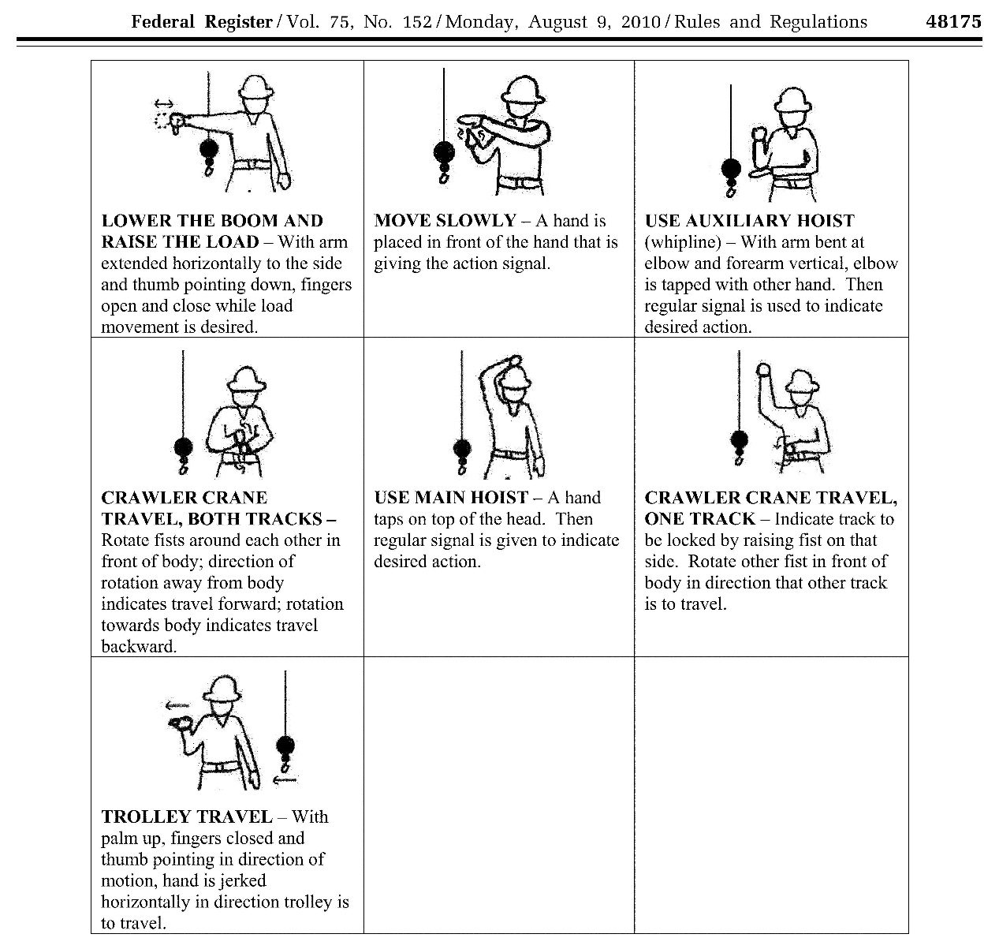 Federal Register / Vol. 75, No. 152 / Monday, August 9, 2010 / Rules and Regulations 48175
LOWER THE BOOM AND
RAISE THE LOAD – With arm
extended horizontally to the side
and thumb pointing down, fingers
open and close while load
movement is desired.
MOVE SLOWLY – A hand is
placed in front of the hand that is
giving the action signal.
USE AUXILIARY HOIST
(whipline) – With arm bent at
elbow and forearm vertical, elbow
is tapped with other hand. Then
regular signal is used to indicate
desired action.
CRAWLER CRANE
TRAVEL, BOTH TRACKS –
Rotate fists around each other in
front of body; direction of
rotation away from body
indicates travel forward; rotation
towards body indicates travel
backward.
USE MAIN HOIST – A hand
taps on top of the head. Then
regular signal is given to indicate
desired action.
CRAWLER CRANE TRAVEL,
ONE TRACK – Indicate track to
be locked by raising fist on that
side. Rotate other fist in front of
body in direction that other track
is to travel.
TROLLEY TRAVEL – With
palm up, fingers closed and
thumb pointing in direction of
motion, hand is jerked
horizontally in direction trolley is
to travel.